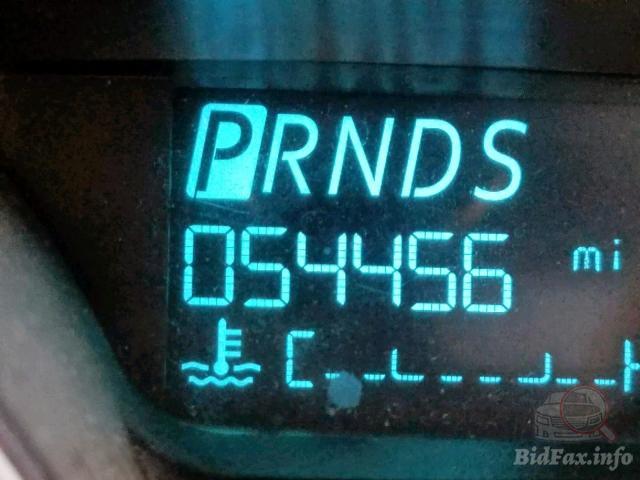 PRNDS
054456 mi
C H
BidFax.info